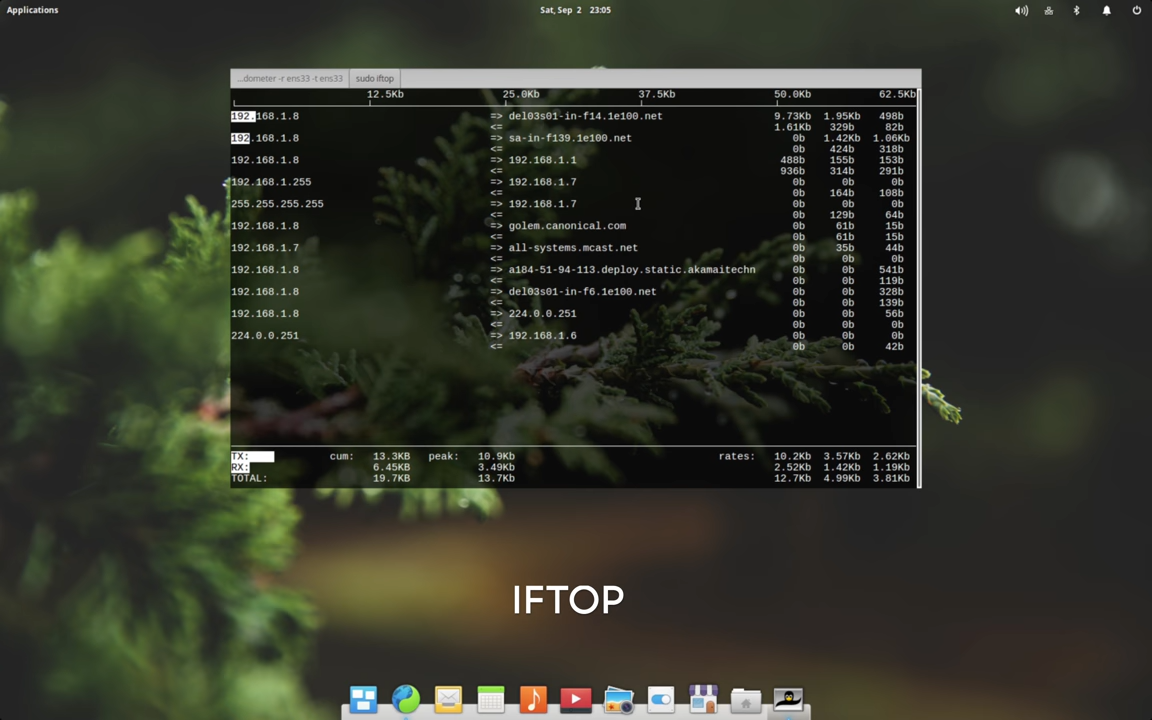 Applications
Sat, Sep 2 23:05
...dometer -r ens33 -t ens33 sudo iftop
12.5Kb 25.0Kb 37.5Kb 50.0Kb 62.5Kb
192.168.1.8 => del03s01-in-f14.1e100.net 9.73Kb 1.95Kb 498b
<= 1.61Kb 329b 82b
192.168.1.8 => sa-in-f139.1e100.net 0b 1.42Kb 1.06Kb
<= 0b 424b 318b
192.168.1.8 => 192.168.1.1 488b 155b 153b
<= 936b 314b 291b
192.168.1.255 => 192.168.1.7 0b 0b 0b
<= 0b 164b 108b
255.255.255.255 => 192.168.1.7 0b 0b 0b
<= 0b 129b 64b
192.168.1.8 => golem.canonical.com 0b 61b 15b
<= 0b 61b 15b
192.168.1.7 => all-systems.mcast.net 0b 35b 44b
<= 0b 0b 0b
192.168.1.8 => a184-51-94-113.deploy.static.akamaitechn 0b 0b 541b
<= 0b 0b 119b
192.168.1.8 => del03s01-in-f6.1e100.net 0b 0b 328b
<= 0b 0b 139b
192.168.1.8 => 224.0.0.251 0b 0b 56b
<= 0b 0b 0b
224.0.0.251 => 192.168.1.6 0b 0b 0b
<= 0b 0b 42b
TX: cum: 13.3KB peak: 10.9Kb rates: 10.2Kb 3.57Kb 2.62Kb
RX: 6.45KB 3.49Kb 2.52Kb 1.42Kb 1.19Kb
TOTAL: 19.7KB 13.7Kb 12.7Kb 4.99Kb 3.81Kb
IFTOP